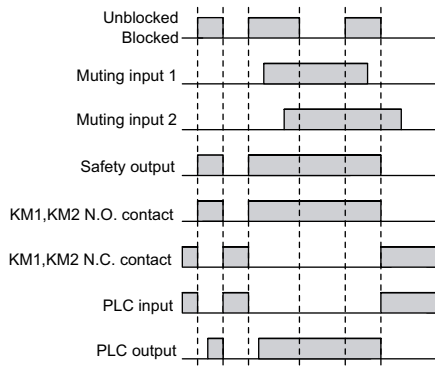 Unblocked
Blocked
Muting input 1
Muting input 2
Safety output
KM1,KM2 N.O. contact
KM1,KM2 N.C. contact
PLC input
PLC output